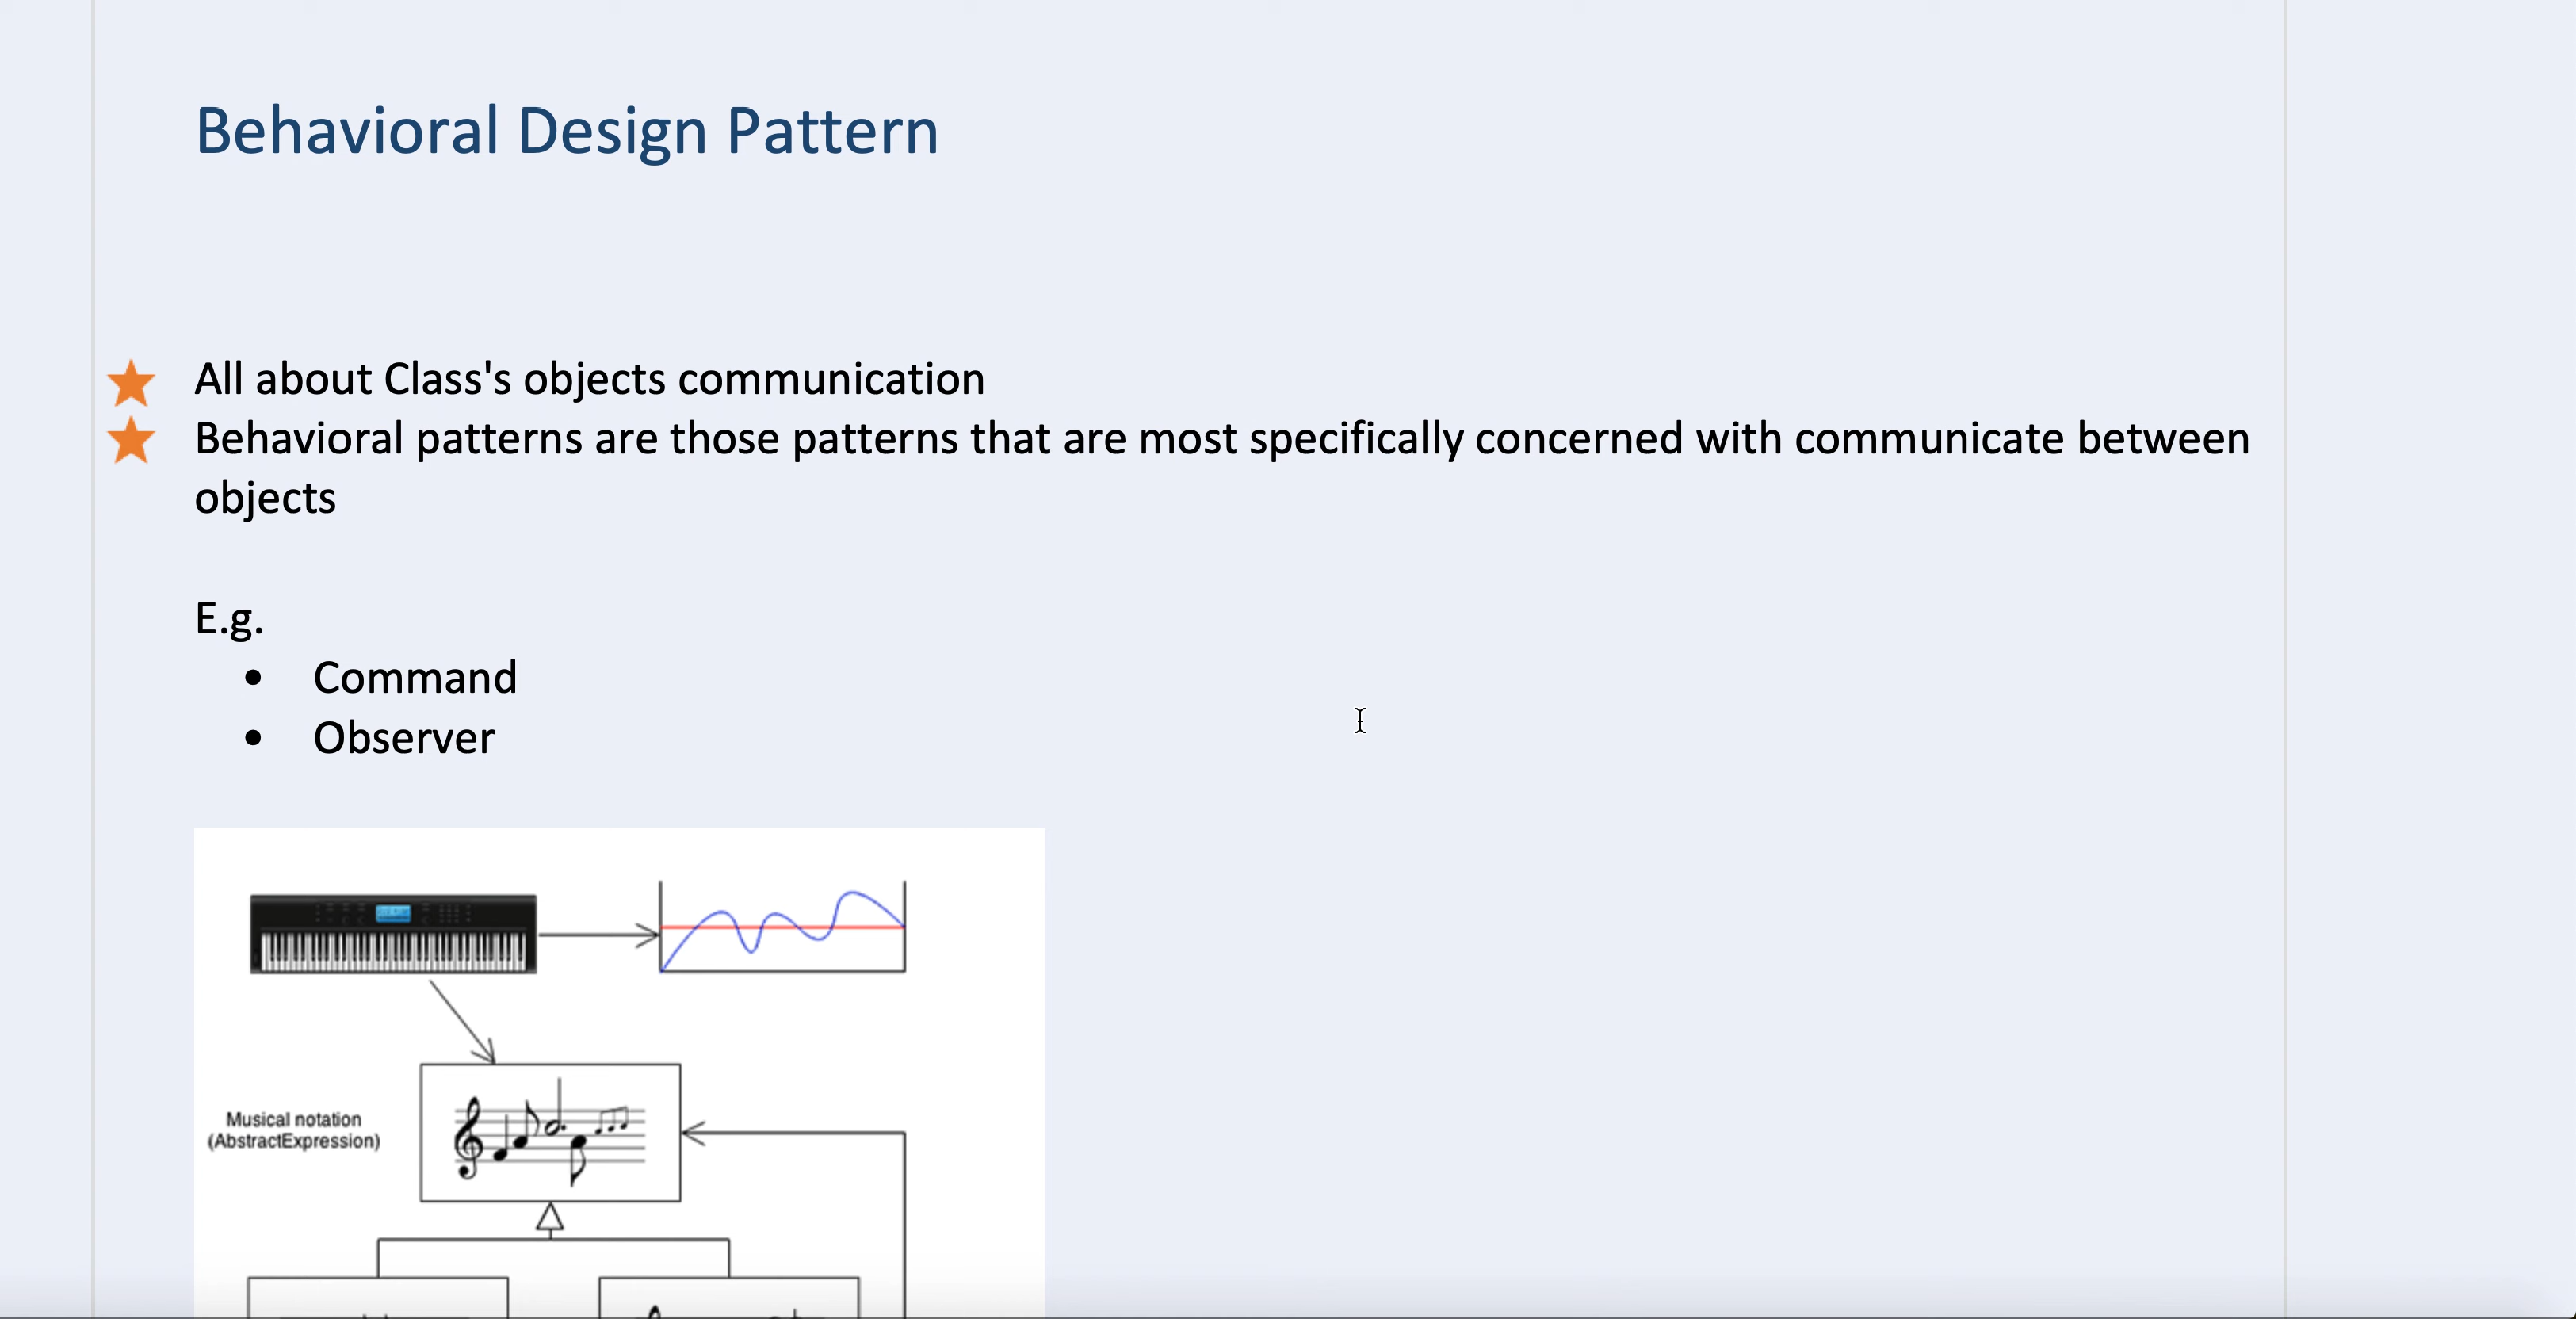 Behavioral Design Pattern
All about Class's objects communication
Behavioral patterns are those patterns that are most specifically concerned with communicate between
objects
E.g.
• Command
• Observer
Musical notation
(AbstractExpression)